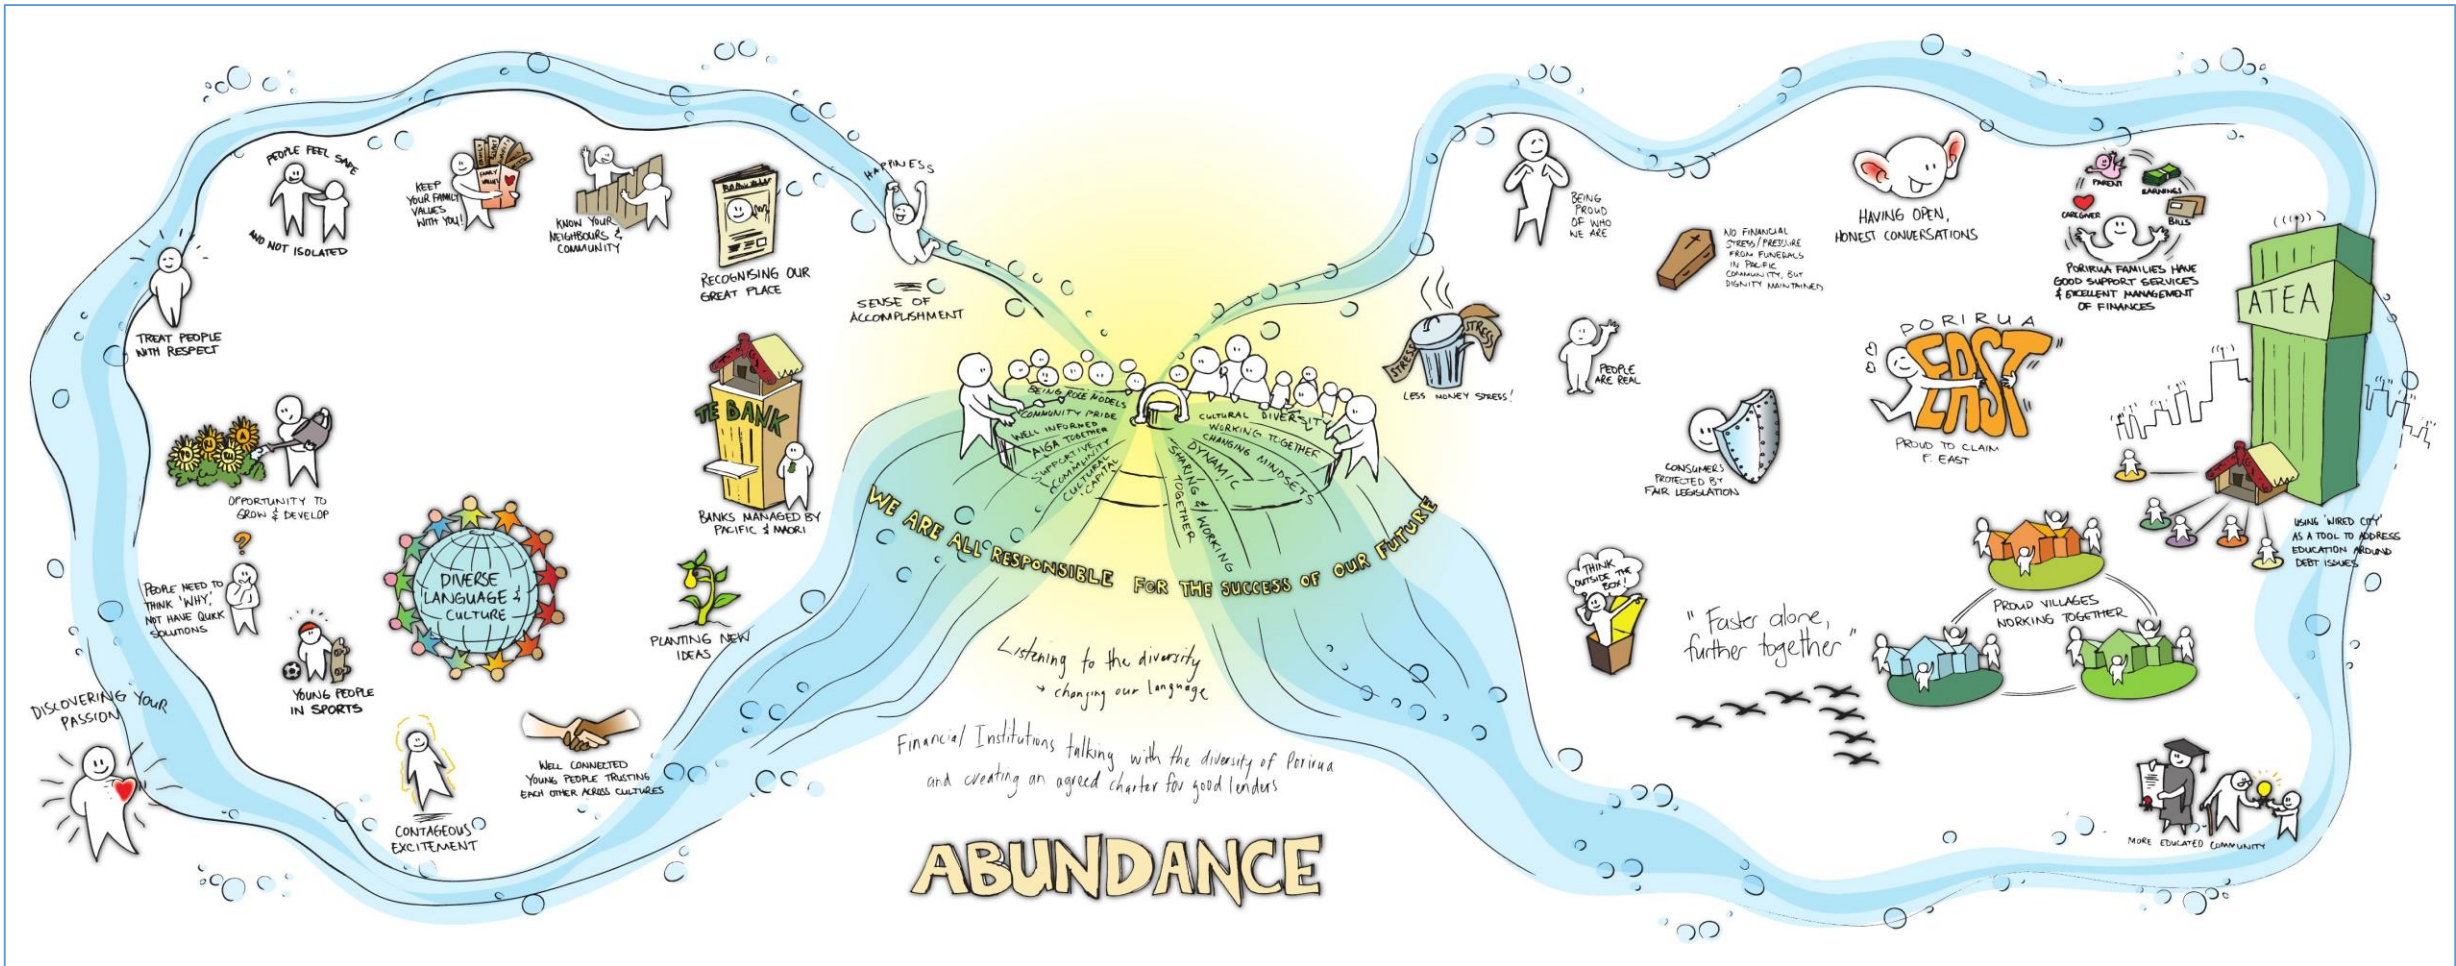 PEOPLE FEEL SAFE
AND NOT ISOLATED
KEEP
YOUR FAMILY
VALUES
WITH YOU!
FAMILY
VALUES
KNOW YOUR
NEIGHBOURS &
COMMUNITY
RECOGNISING OUR
GREAT PLACE
HAPPINESS
SENSE OF
ACCOMPLISHMENT
TREAT PEOPLE
WITH RESPECT
TE BANK
BANKS MANAGED BY
PACIFIC & MAORI
PO
RI
RU
A
OPPORTUNITY TO
GROW & DEVELOP
?
PEOPLE NEED TO
THINK 'WHY',
NOT HAVE QUICK
SOLUTIONS
DIVERSE
LANGUAGE &
CULTURE
PLANTING NEW
IDEAS
YOUNG PEOPLE
IN SPORTS
DISCOVERING YOUR
PASSION
CONTAGEOUS
EXCITEMENT
WELL CONNECTED
YOUNG PEOPLE TRUSTING
EACH OTHER ACROSS CULTURES
BEING ROLE MODELS
COMMUNITY PRIDE
WELL INFORMED
AIGA TOGETHER
SUPPORTIVE
COMMUNITY
CULTURAL
CAPITAL
CULTURAL DIVERSITY
WORKING TOGETHER
CHANGING MINDSETS
DYNAMIC
SHARING & WORKING
TOGETHER
WE ARE ALL RESPONSIBLE FOR THE SUCCESS OF OUR FUTURE
Listening to the diversity
changing our language
Financial Institutions talking with the diversity of Porirua
and creating an agreed charter for good lenders
ABUNDANCE
BEING
PROUD
OF WHO
WE ARE
STRESS
STRESS
LESS MONEY STRESS!
PEOPLE
ARE REAL
NO FINANCIAL
STRESS/PRESSURE
FROM FUNERALS
IN PACIFIC
COMMUNITY, BUT
DIGNITY MAINTAINED
HAVING OPEN,
HONEST CONVERSATIONS
PARENT
EARNINGS
CAREGIVER
BILLS
PORIRUA FAMILIES HAVE
GOOD SUPPORT SERVICES
& EXCELLENT MANAGEMENT
OF FINANCES
ATEA
PORIRUA
EAST
PROUD TO CLAIM
P. EAST
CONSUMERS
PROTECTED BY
FAIR LEGISLATION
USING 'WIRED CITY'
AS A TOOL TO ADDRESS
EDUCATION AROUND
DEBT ISSUES
THINK
OUTSIDE THE
BOX!
"Faster alone,
further together"
PROUD VILLAGES
WORKING TOGETHER
MORE EDUCATED COMMUNITY